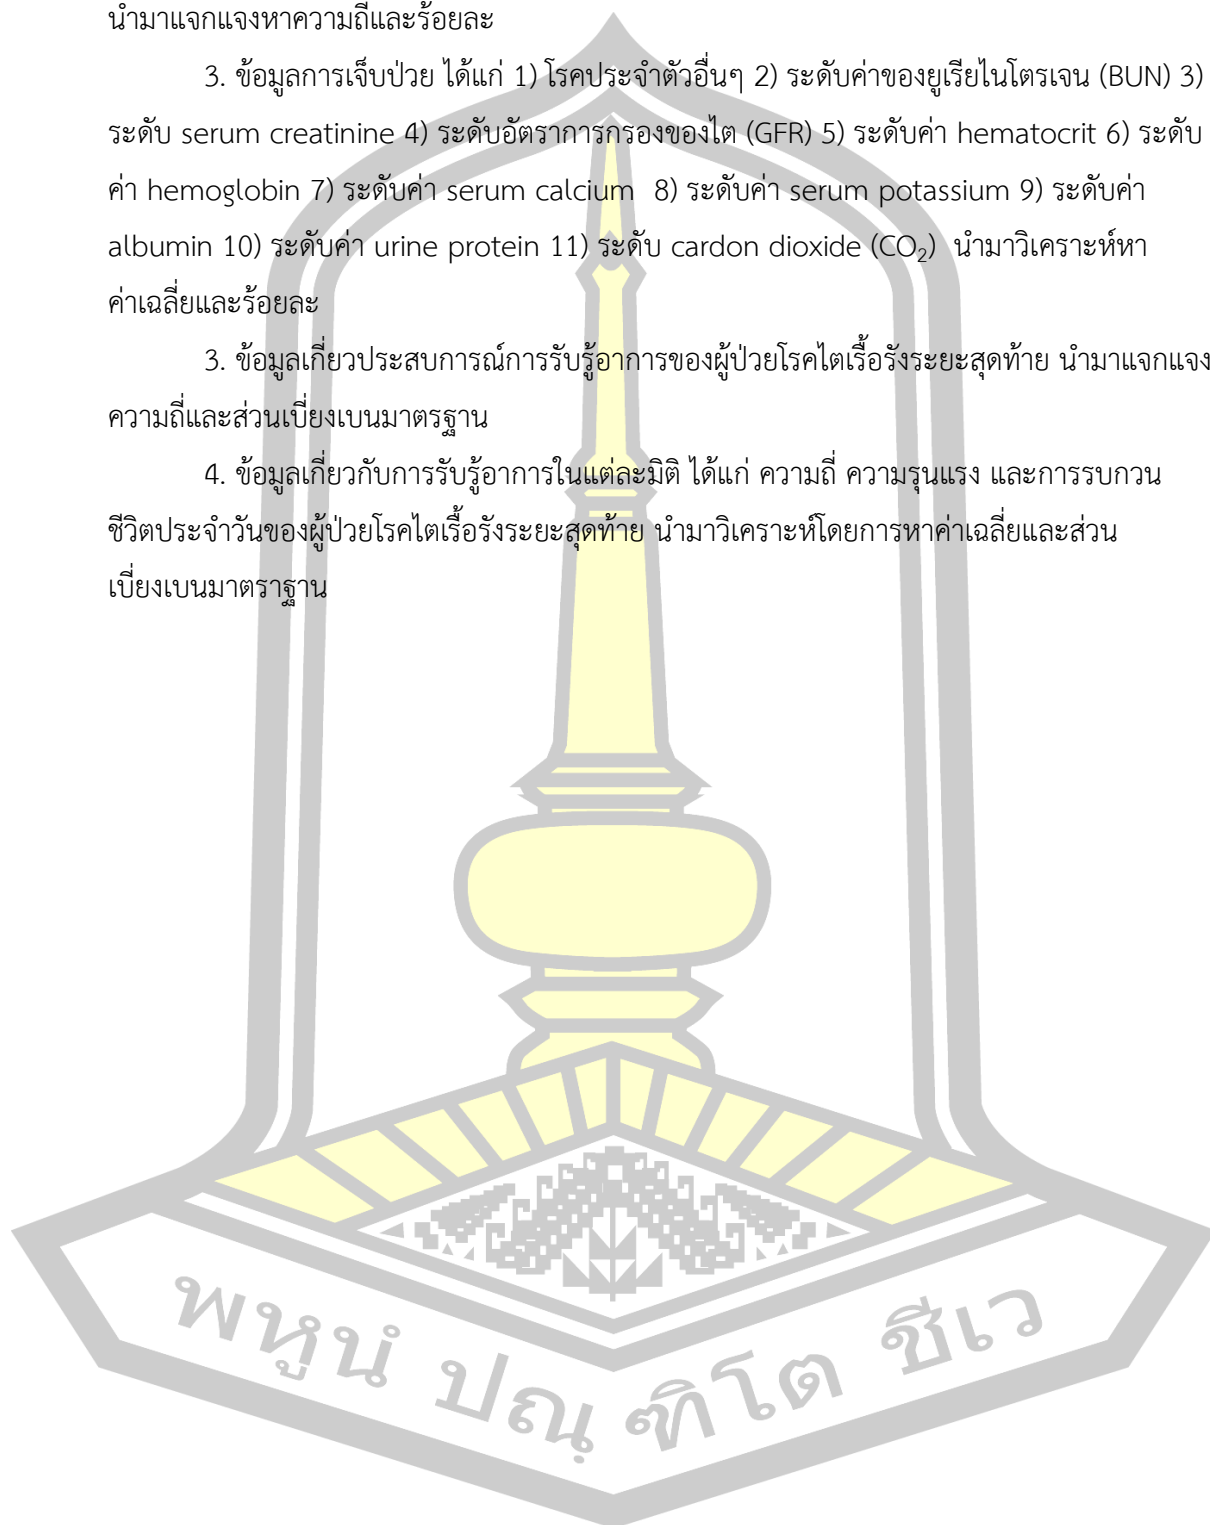 นำมาแจกแจงหาความถี่และร้อยละ
3. ข้อมูลการเจ็บป่วย ได้แก่ 1) โรคประจำตัวอื่นๆ 2) ระดับค่าของยูเรียไนโตรเจน (BUN) 3)
ระดับ serum creatinine 4) ระดับอัตราการกรองของไต (GFR) 5) ระดับค่า hematocrit 6) ระดับ
ค่า hemoglobin 7) ระดับค่า serum calcium 8) ระดับค่า serum potassium 9) ระดับค่า
albumin 10) ระดับค่า urine protein 11) ระดับ cardon dioxide (CO₂) นำมาวิเคราะห์หา
ค่าเฉลี่ยและร้อยละ
3. ข้อมูลเกี่ยวประสบการณ์การรับรู้อาการของผู้ป่วยโรคไตเรื้อรังระยะสุดท้าย นำมาแจกแจง
ความถี่และส่วนเบี่ยงเบนมาตรฐาน
4. ข้อมูลเกี่ยวกับการรับรู้อาการในแต่ละมิติ ได้แก่ ความถี่ ความรุนแรง และการรบกวน
ชีวิตประจำวันของผู้ป่วยโรคไตเรื้อรังระยะสุดท้าย นำมาวิเคราะห์โดยการหาค่าเฉลี่ยและส่วน
เบี่ยงเบนมาตราฐาน
พหูนํ ปณฺ ฑิโต ชีเว